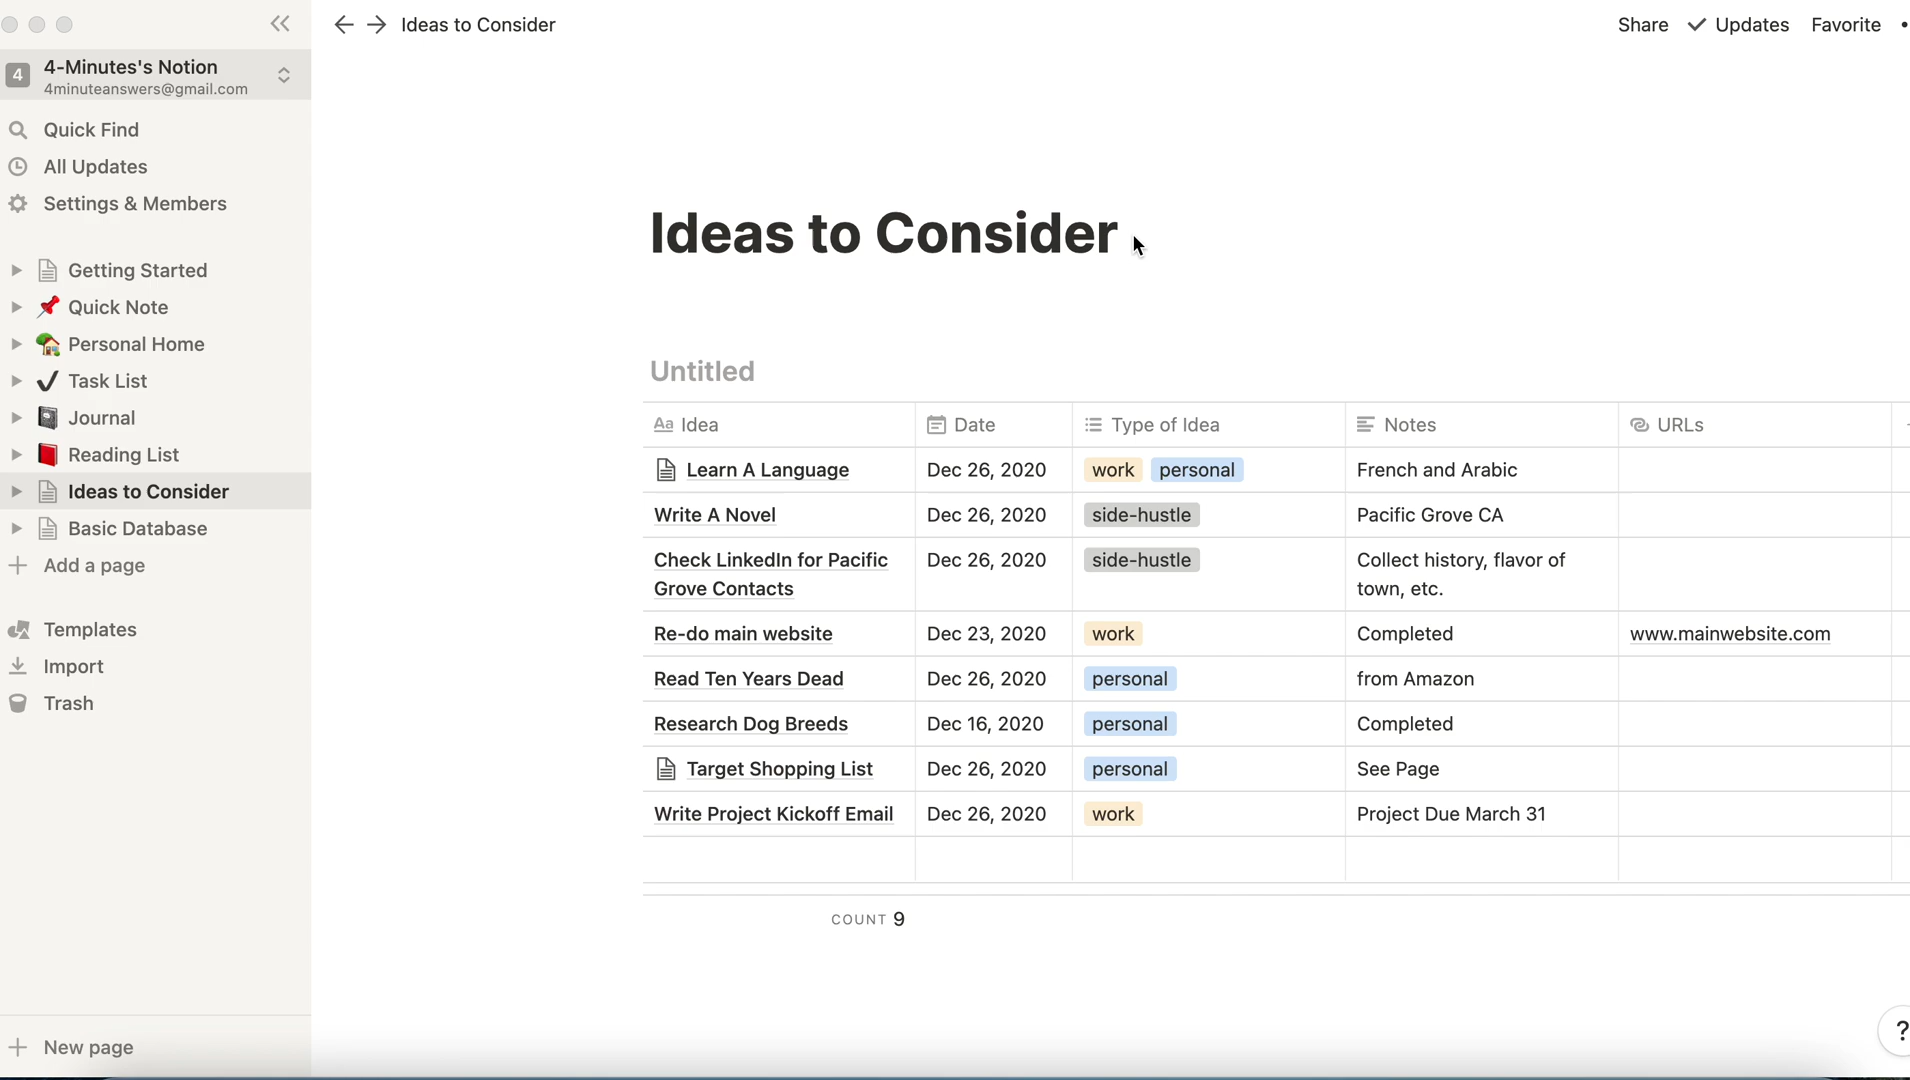 Ideas to Consider
Share Updates Favorite
4 4-Minutes's Notion
4minuteanswers@gmail.com
Quick Find
All Updates
Settings & Members
Getting Started
Quick Note
Personal Home
Task List
Journal
Reading List
Ideas to Consider
Basic Database
Add a page
Templates
Import
Trash
New page
Ideas to Consider
Untitled
Aa Idea Date Type of Idea Notes URLs
Learn A Language Dec 26, 2020 work personal French and Arabic
Write A Novel Dec 26, 2020 side-hustle Pacific Grove CA
Check LinkedIn for Pacific Dec 26, 2020 side-hustle Collect history, flavor of
Grove Contacts town, etc.
Re-do main website Dec 23, 2020 work Completed www.mainwebsite.com
Read Ten Years Dead Dec 26, 2020 personal from Amazon
Research Dog Breeds Dec 16, 2020 personal Completed
Target Shopping List Dec 26, 2020 personal See Page
Write Project Kickoff Email Dec 26, 2020 work Project Due March 31
COUNT 9
?